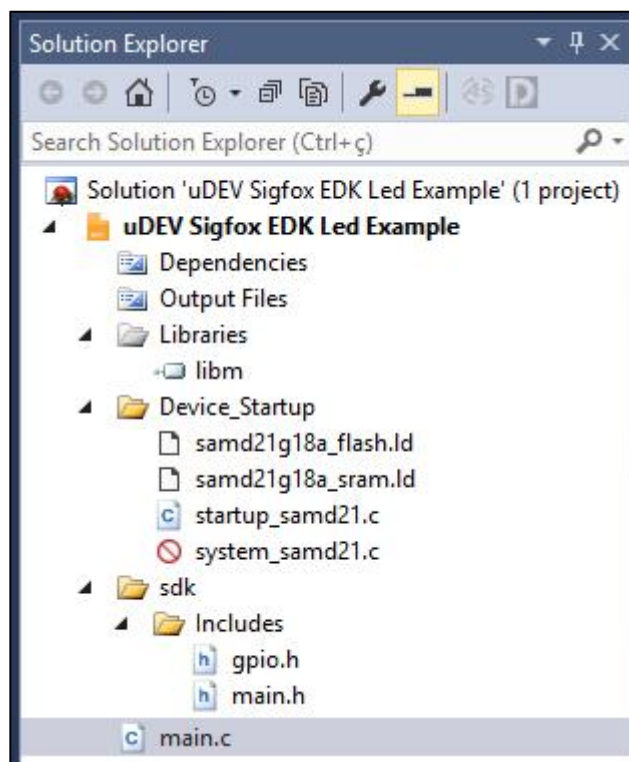 Solution Explorer
Search Solution Explorer (Ctrl+ç)
Solution 'uDEV Sigfox EDK Led Example' (1 project)
uDEV Sigfox EDK Led Example
Dependencies
Output Files
Libraries
libm
Device_Startup
samd21g18a_flash.ld
samd21g18a_sram.ld
startup_samd21.c
system_samd21.c
sdk
Includes
gpio.h
main.h
main.c